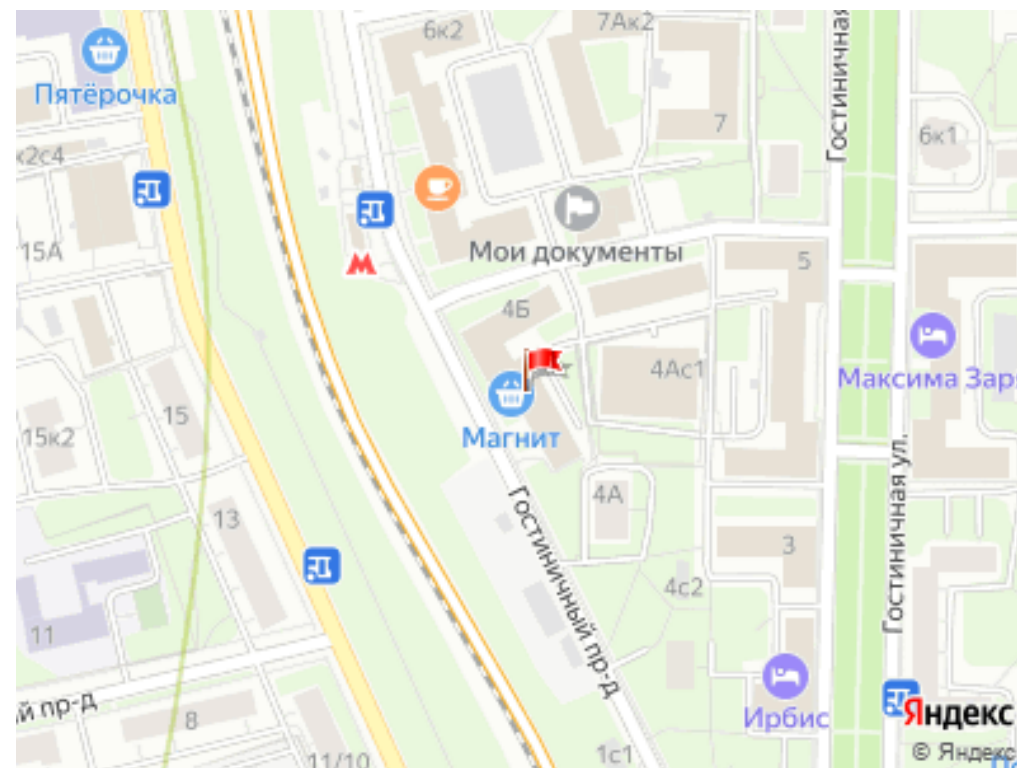 6к2
7Ак2
Пятёрочка
Гостиничная
7
6к1
к2с4
Мои документы
15А
5
4Б
4Ас1
Максима Зар
15
15к2
Магнит
Гостиничная ул.
4А
Гостиничный пр-д
13
3
4с2
11
й пр-д
8
Ирбис
Яндекс
1с1
11/10
© Яндекс